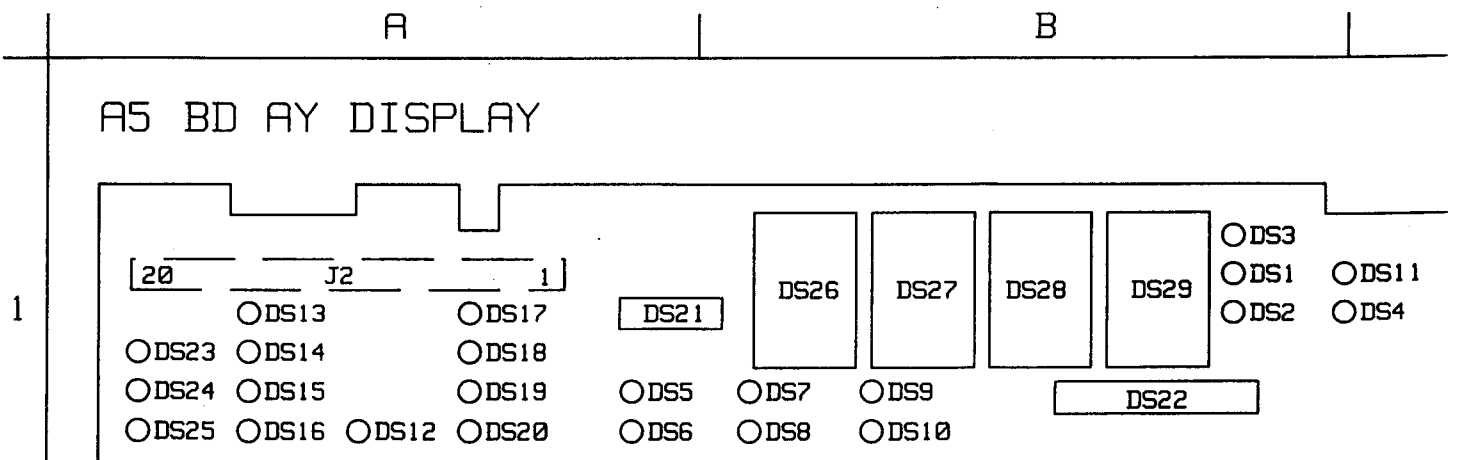 A B
A5 BD AY DISPLAY
DS3
20 J2 1 DS1 DS11
DS26 DS27 DS28 DS29
1 DS13 DS17 DS21 DS2 DS4
DS23 DS14 DS18
DS24 DS15 DS19 DS5 DS7 DS9 DS22
DS25 DS16 DS12 DS20 DS6 DS8 DS10